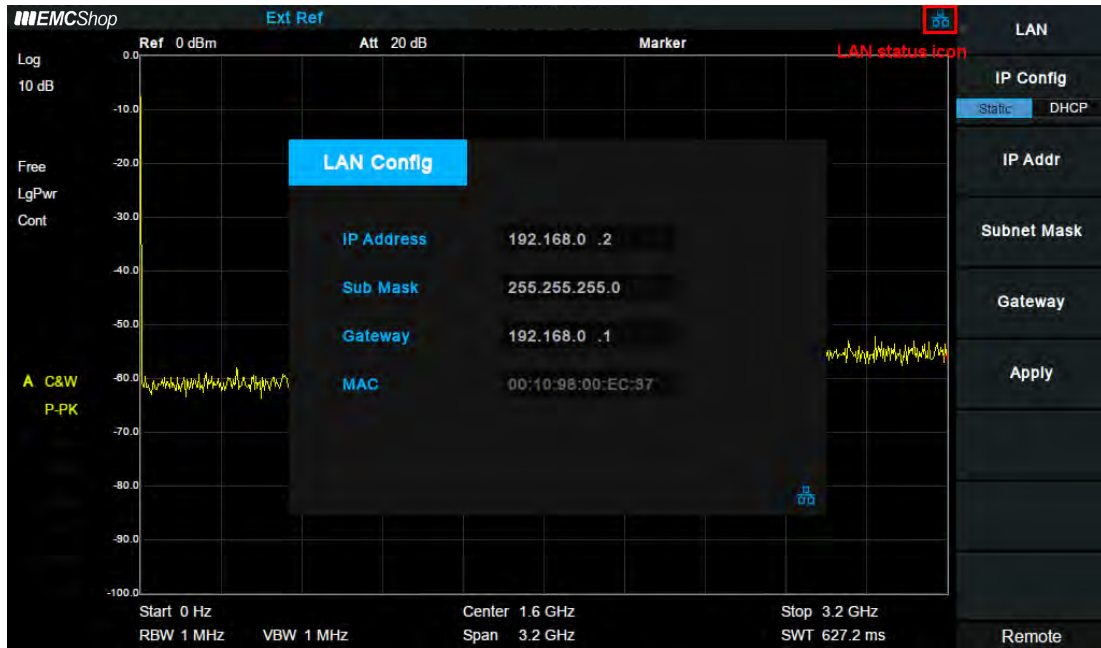 EMCShop
Ext Ref
LAN
Ref 0 dBm
Att 20 dB
Marker
LAN status icon
Log
10 dB
Free
LgPwr
Cont
A C&W
P-PK
0.0
-10.0
-20.0
-30.0
-40.0
-50.0
-60.0
-70.0
-80.0
-90.0
-100.0
LAN Config
IP Address 192.168.0 .2
Sub Mask 255.255.255.0
Gateway 192.168.0 .1
MAC 00:10:98:00:EC:37
IP Config
Static DHCP
IP Addr
Subnet Mask
Gateway
Apply
Start 0 Hz
Center 1.6 GHz
Stop 3.2 GHz
RBW 1 MHz
VBW 1 MHz
Span 3.2 GHz
SWT 627.2 ms
Remote